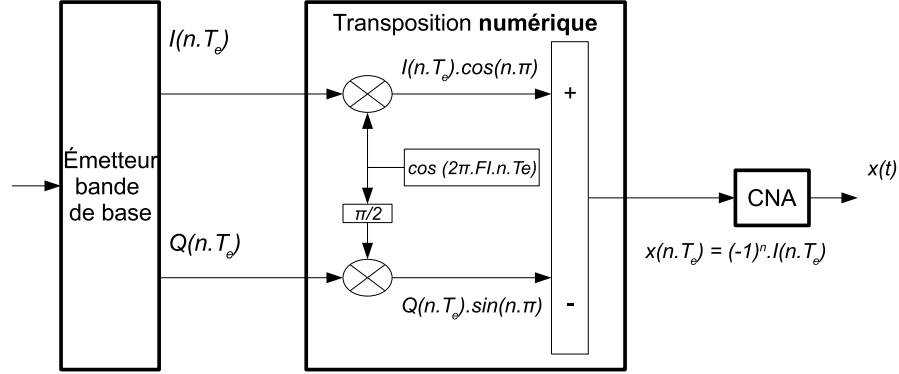 Transposition numérique
I(n.Te)
I(n.Te).cos(n.π)
+
Émetteur
bande
de base
cos (2π.FI.n.Te)
x(t)
CNA
π/2
Q(n.Te)
x(n.Te) = (-1)ⁿ.I(n.Te)
Q(n.Te).sin(n.π)
-